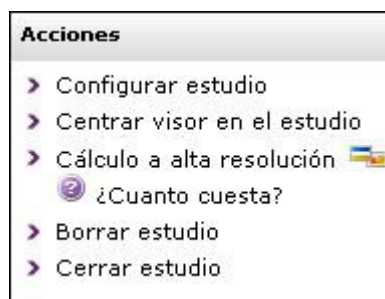 Acciones
Configurar estudio
Centrar visor en el estudio
Cálculo a alta resolución
¿Cuanto cuesta?
Borrar estudio
Cerrar estudio